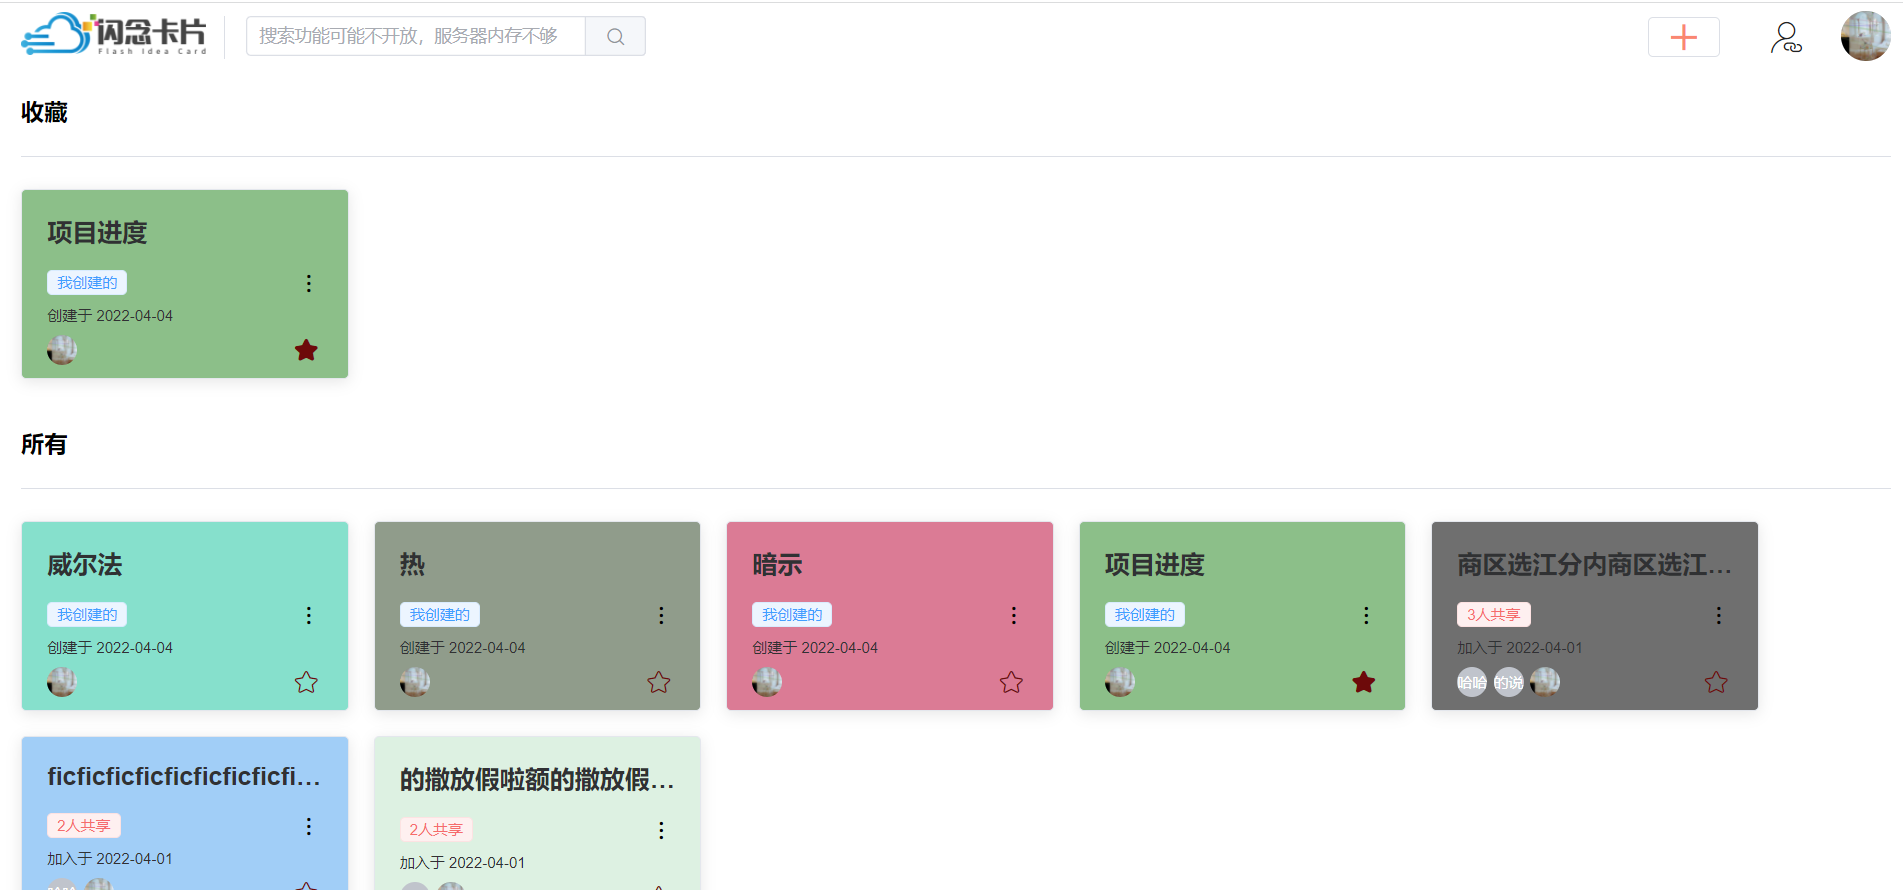 闪念卡片
Flash Idea Card
搜索功能可能不开放，服务器内存不够
收藏
项目进度
我创建的
创建于 2022-04-04
所有
威尔法
我创建的
创建于 2022-04-04
热
我创建的
创建于 2022-04-04
暗示
我创建的
创建于 2022-04-04
项目进度
我创建的
创建于 2022-04-04
商区选江分内商区选江...
3人共享
加入于 2022-04-01
哈哈 的说
ficficficficficficficficfi...
2人共享
加入于 2022-04-01
的撒放假啦额的撒放假...
2人共享
加入于 2022-04-01